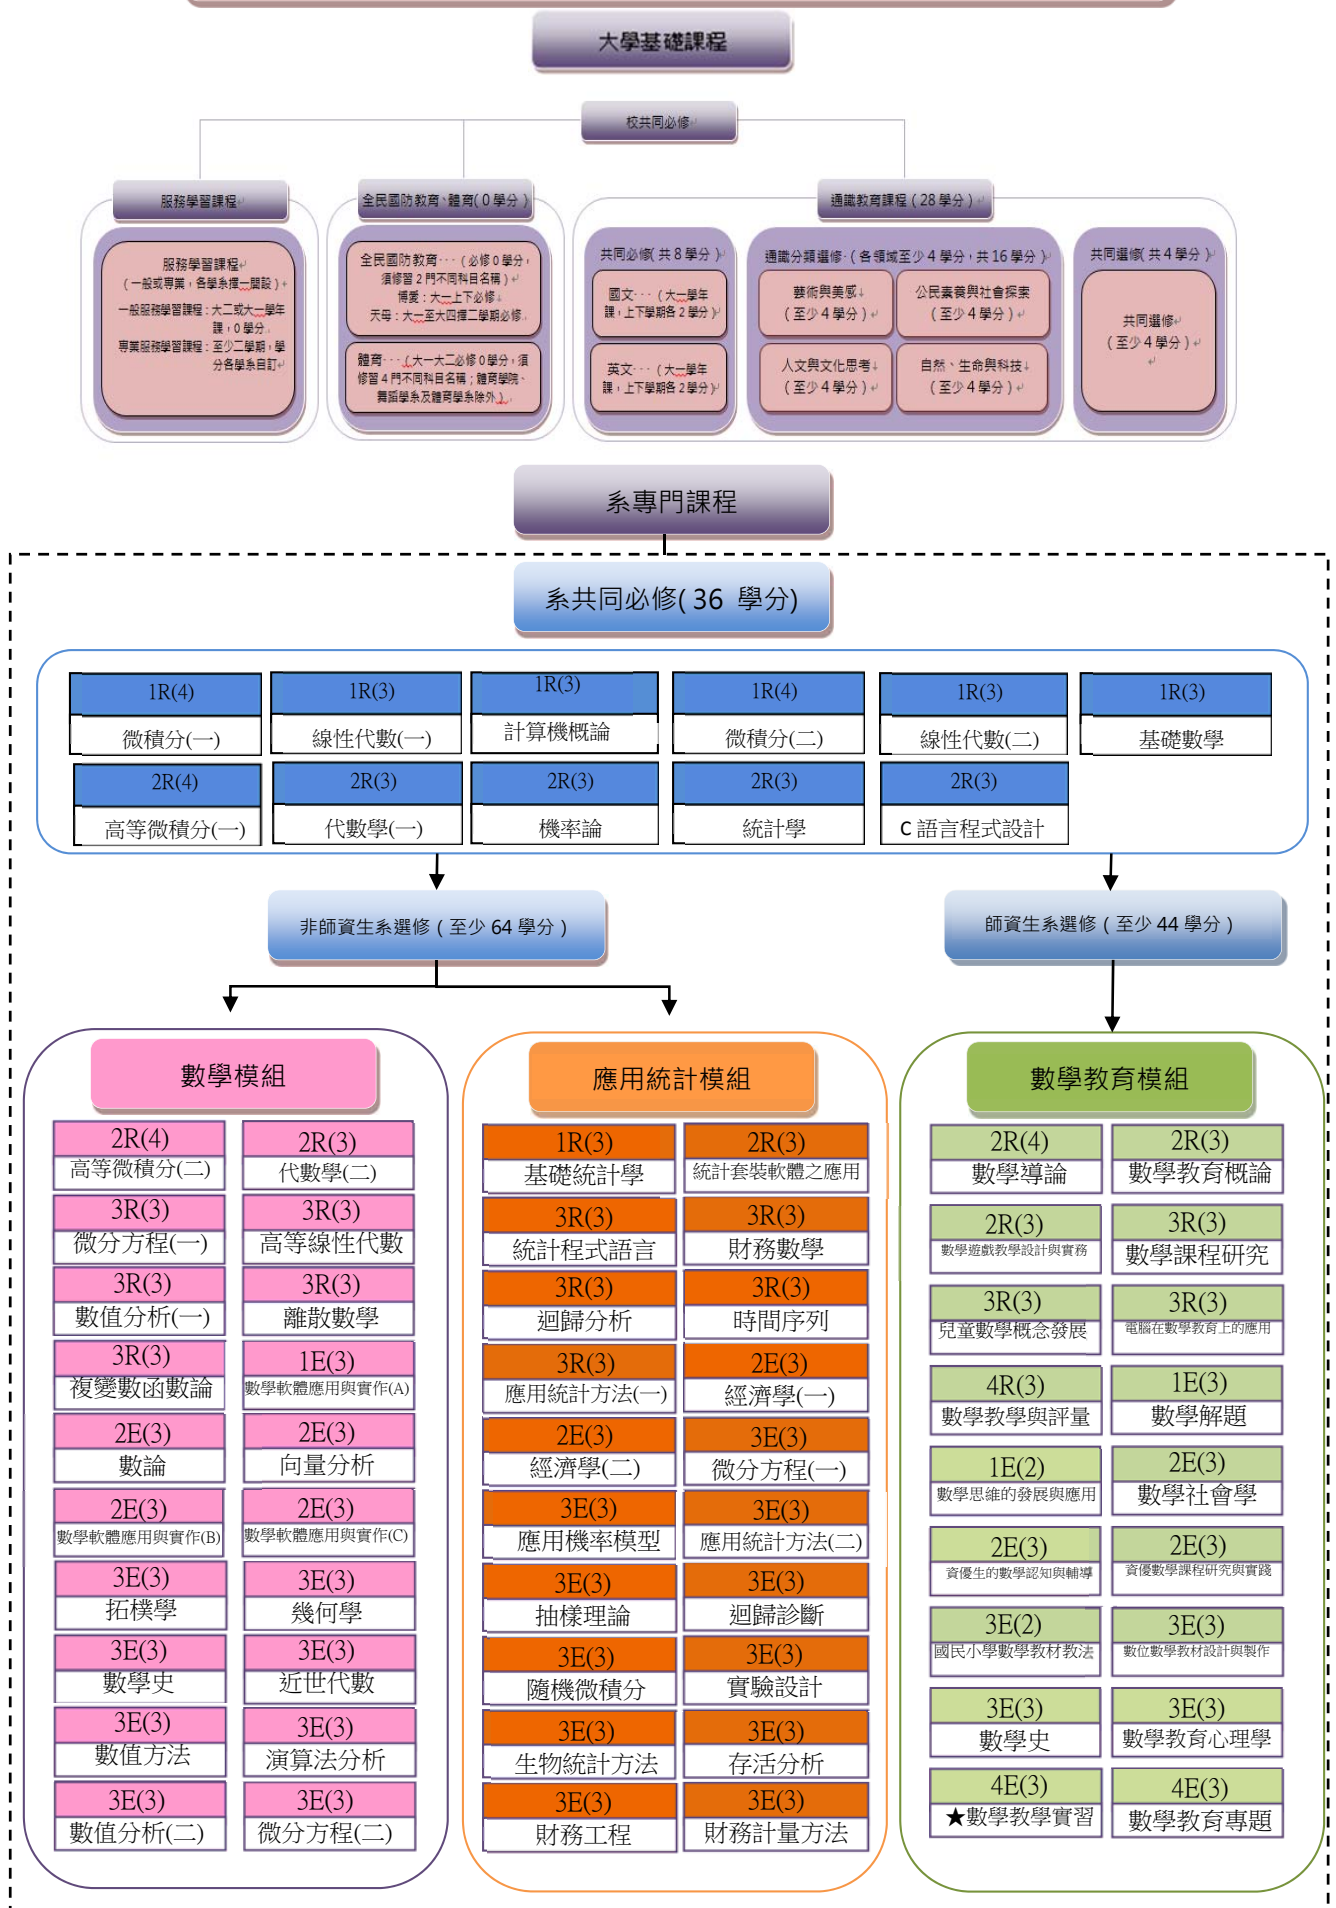 大學基礎課程
校共同必修
服務學習課程
服務學習課程
（一般或專業，各學系擇一開設）
一般服務學習課程：大二或大一學年
課，0學分
專業服務學習課程：至少二學期，學
分各學系自訂
全民國防教育、體育(0學分)
全民國防教育···（必修0學分，
須修習2門不同科目名稱）
博愛：大一上下必修
天母：大一至大四擇二學期必修
體育···（大一大二必修0學分，須
修習4門不同科目名稱；體育學院、
舞蹈學系及體育學系除外）
通識教育課程（28學分）
共同必修(共8學分)
國文···（大一學年
課，上下學期各2學分)
英文···（大一學年
課，上下學期各2學分)
通識分類選修·（各領域至少4學分，共16學分）
藝術與美感
（至少4學分）
公民素養與社會探索
（至少4學分）
人文與文化思考
（至少4學分）
自然、生命與科技
（至少4學分）
共同選修(共4學分)
共同選修
（至少4學分）
系專門課程
系共同必修(36 學分)
1R(4)
微積分(一)
1R(3)
線性代數(一)
1R(3)
計算機概論
1R(4)
微積分(二)
1R(3)
線性代數(二)
1R(3)
基礎數學
2R(4)
高等微積分(一)
2R(3)
代數學(一)
2R(3)
機率論
2R(3)
統計學
2R(3)
C語言程式設計
非師資生系選修（至少64學分）
師資生系選修（至少44學分）
數學模組
2R(4)
高等微積分(二)
2R(3)
代數學(二)
3R(3)
微分方程(一)
3R(3)
高等線性代數
3R(3)
數值分析(一)
3R(3)
離散數學
3R(3)
複變數函數論
1E(3)
數學軟體應用與實作(A)
2E(3)
數論
2E(3)
向量分析
2E(3)
數學軟體應用與實作(B)
2E(3)
數學軟體應用與實作(C)
3E(3)
拓樸學
3E(3)
幾何學
3E(3)
數學史
3E(3)
近世代數
3E(3)
數值方法
3E(3)
演算法分析
3E(3)
數值分析(二)
3E(3)
微分方程(二)
應用統計模組
1R(3)
基礎統計學
2R(3)
統計套裝軟體之應用
3R(3)
統計程式語言
3R(3)
財務數學
3R(3)
迴歸分析
3R(3)
時間序列
3R(3)
應用統計方法(一)
2E(3)
經濟學(一)
2E(3)
經濟學(二)
3E(3)
微分方程(一)
3E(3)
應用機率模型
3E(3)
應用統計方法(二)
3E(3)
抽樣理論
3E(3)
迴歸診斷
3E(3)
隨機微積分
3E(3)
實驗設計
3E(3)
生物統計方法
3E(3)
存活分析
3E(3)
財務工程
3E(3)
財務計量方法
數學教育模組
2R(4)
數學導論
2R(3)
數學教育概論
2R(3)
數學遊戲教學設計與實務
3R(3)
數學課程研究
3R(3)
兒童數學概念發展
3R(3)
電腦在數學教育上的應用
4R(3)
數學教學與評量
1E(3)
數學解題
1E(2)
數學思維的發展與應用
2E(3)
數學社會學
2E(3)
資優生的數學認知與輔導
2E(3)
資優數學課程研究與實踐
3E(2)
國民小學數學教材教法
3E(3)
數位數學教材設計與製作
3E(3)
數學史
3E(3)
數學教育心理學
4E(3)
★數學教學實習
4E(3)
數學教育專題